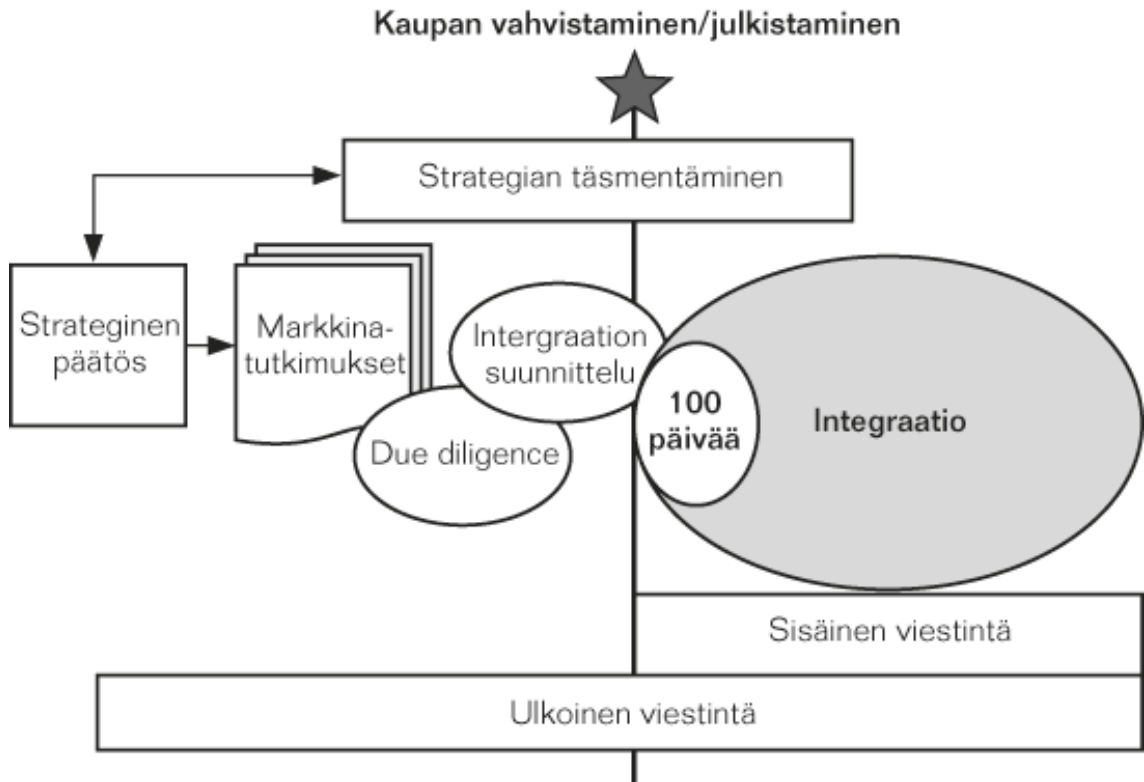 Kaupan vahvistaminen/julkistaminen
Strategian täsmentäminen
Strateginen
päätös
Markkina-
tutkimukset
Intergraation
suunnittelu
Due diligence
100
päivää
Integraatio
Sisäinen viestintä
Ulkoinen viestintä